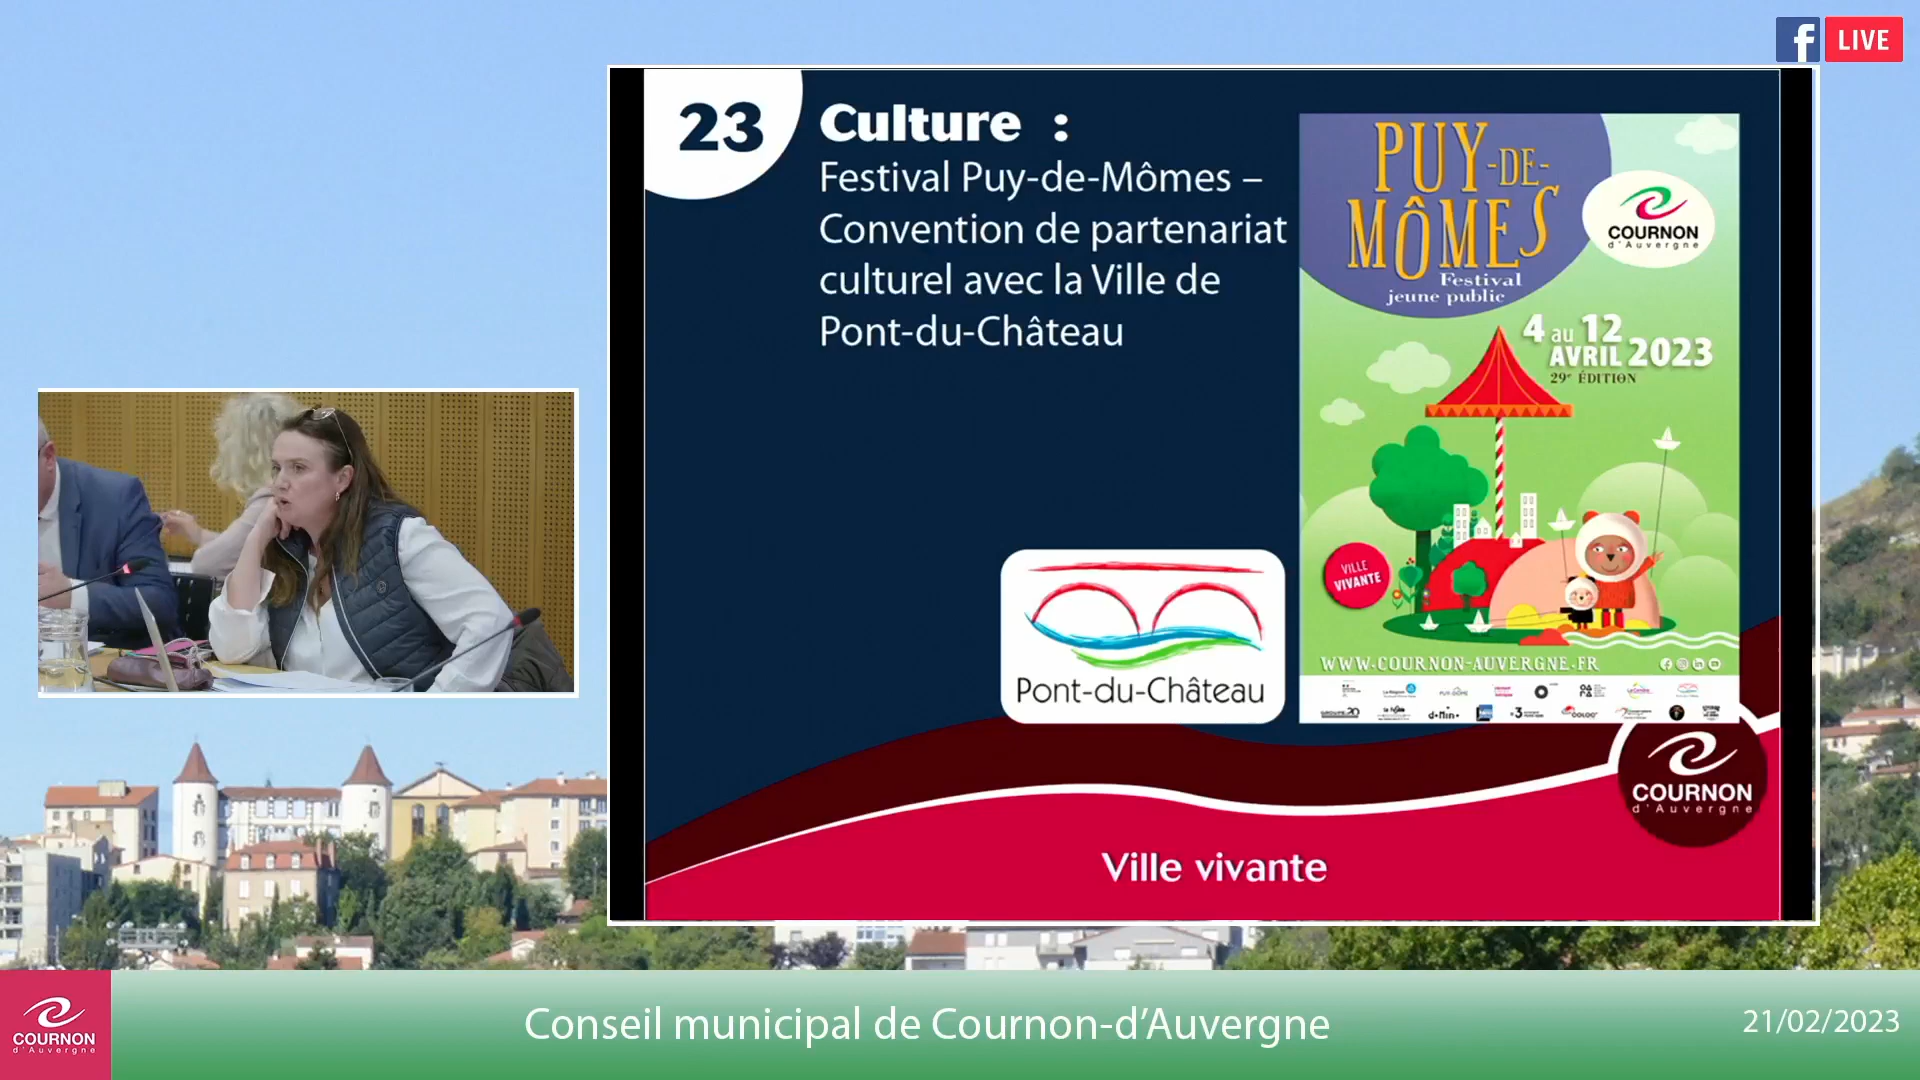 f LIVE
23
Culture :
Festival Puy-de-Mômes –
Convention de partenariat
culturel avec la Ville de
Pont-du-Château
PUY-DE-
MÔMES
Festival
jeune public
COURNON
d'Auvergne
4 au 12
AVRIL 2023
29e ÉDITION
VILLE
VIVANTE
WWW.COURNON-AUVERGNE.FR
Pont-du-Château
COURNON
d'Auvergne
Ville vivante
COURNON
d'Auvergne
Conseil municipal de Cournon-d’Auvergne
21/02/2023